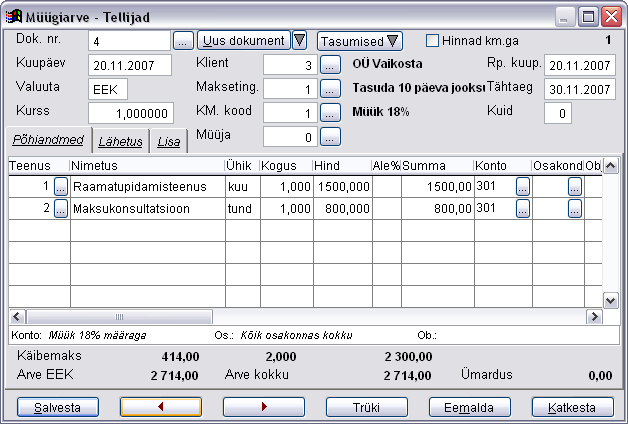 Müügiarve - Tellijad
Dok. nr. 4 ... Uus dokument Tasumised Hinnad km.ga 1
Kuupäev 20.11.2007 Klient 3 ... OÜ Vaikosta Rp. kuup. 20.11.2007
Valuuta EEK Makseting. 1 ... Tasuda 10 päeva jooksu Tähtaeg 30.11.2007
Kurss 1,000000 KM. kood 1 ... Müük 18% Kuid 0
Müüja 0 ...
Põhiandmed Lähetus Lisa
Teenus Nimetus Ühik Kogus Hind Ale% Summa Konto Osakond Ob
1 ... Raamatupidamisteenus kuu 1,000 1500,000 1500,00 301 ... ...
2 ... Maksukonsultatsioon tund 1,000 800,000 800,00 301 ... ...
Konto: Müük 18% määraga Os.: Kõik osakonnas kokku Ob.:
Käibemaks 414,00 2,000 2 300,00
Arve EEK 2 714,00 Arve kokku 2 714,00 Ümardus 0,00
Salvesta Trüki Eemalda Katkesta